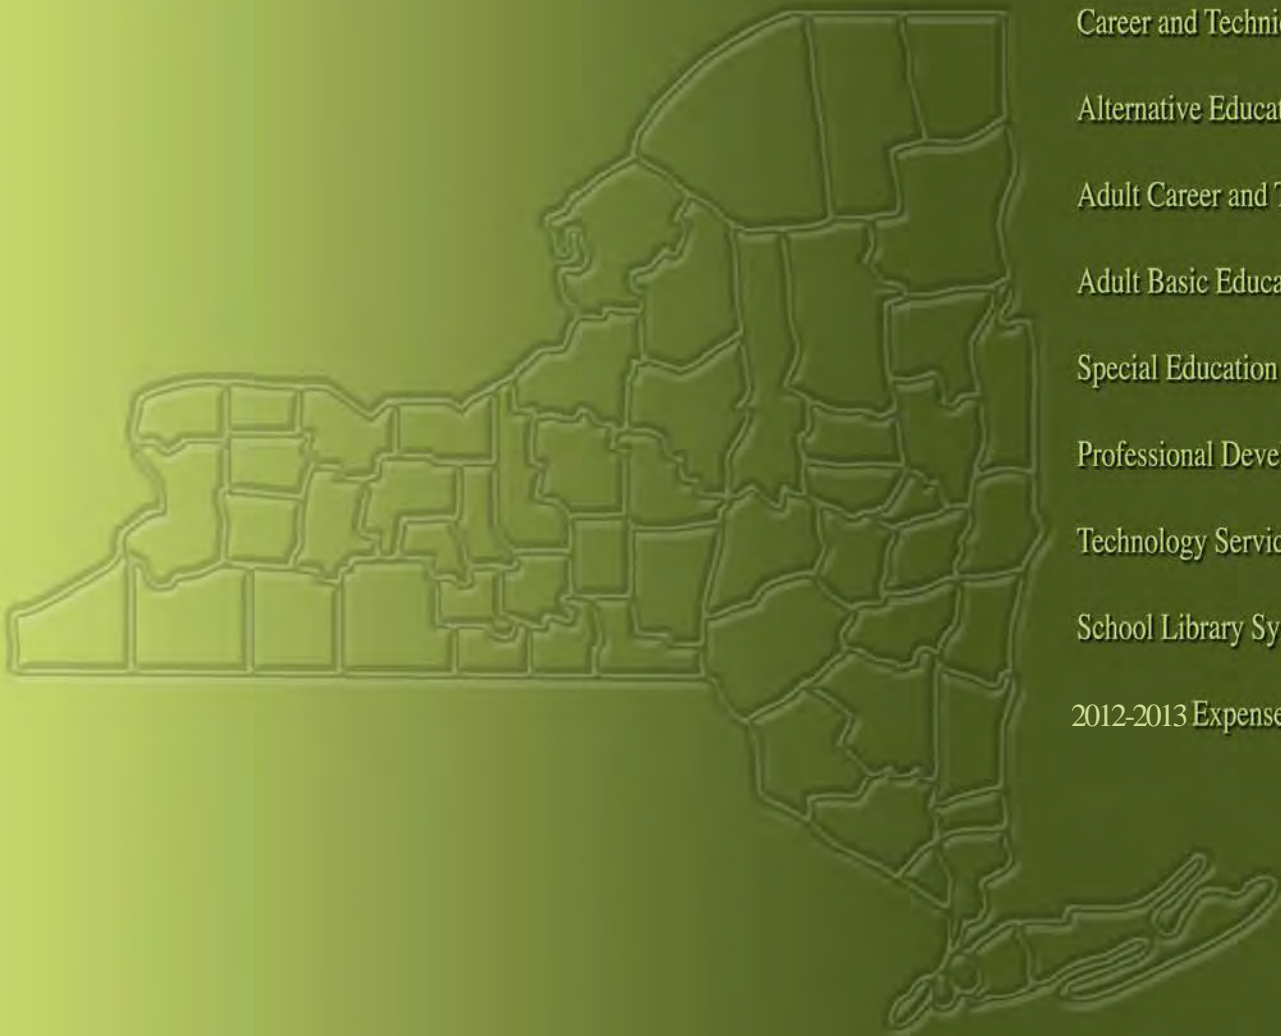 Career and Techni
Alternative Educa
Adult Career and T
Adult Basic Educa
Special Education
Professional Deve
Technology Servic
School Library Sy
2012-2013 Expense